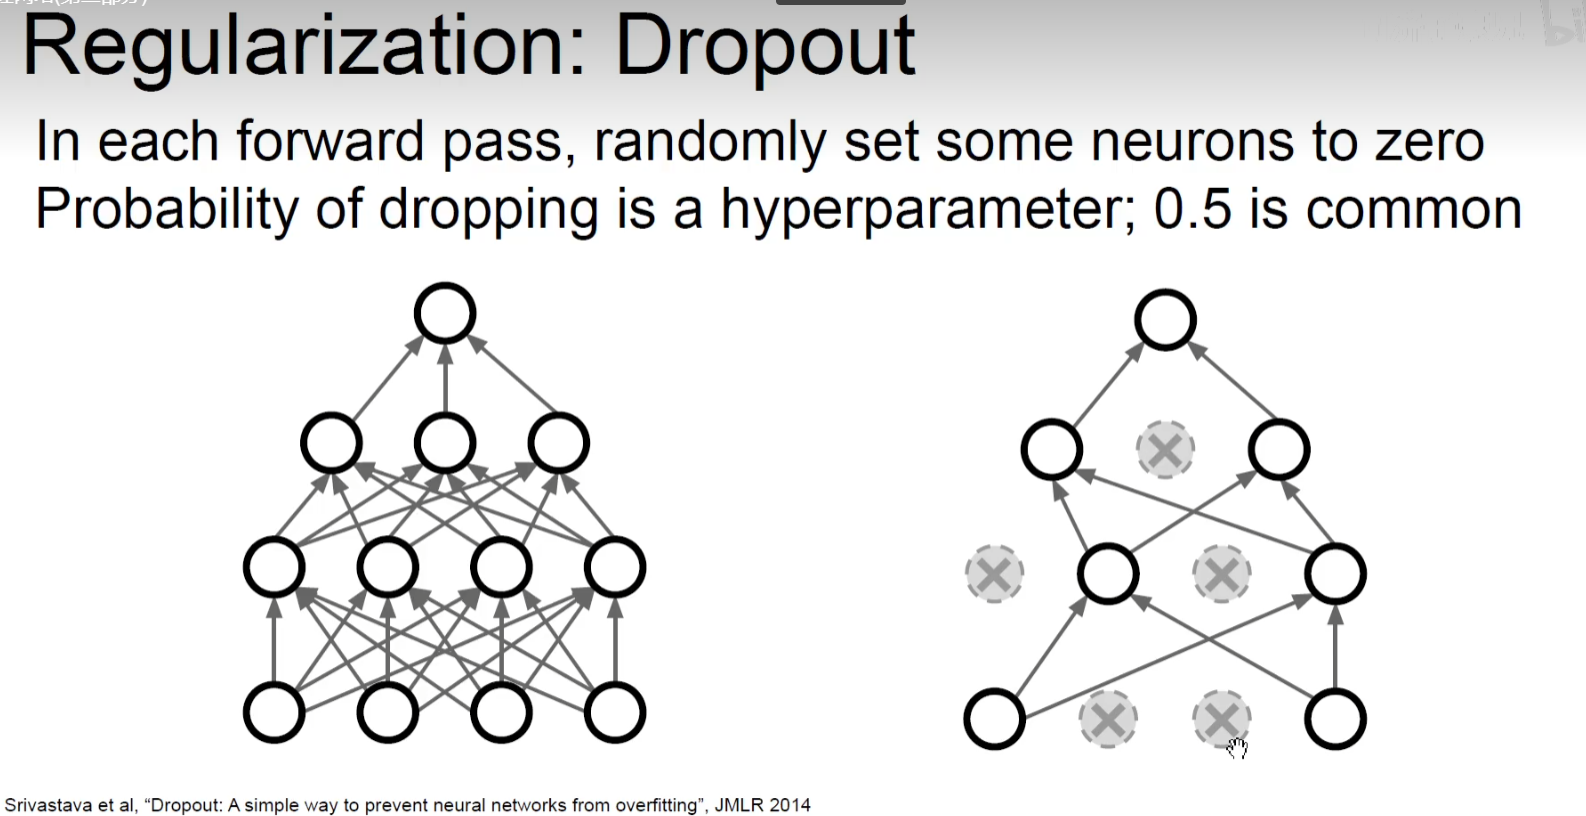 Regularization: Dropout
In each forward pass, randomly set some neurons to zero
Probability of dropping is a hyperparameter; 0.5 is common
Srivastava et al, “Dropout: A simple way to prevent neural networks from overfitting”, JMLR 2014